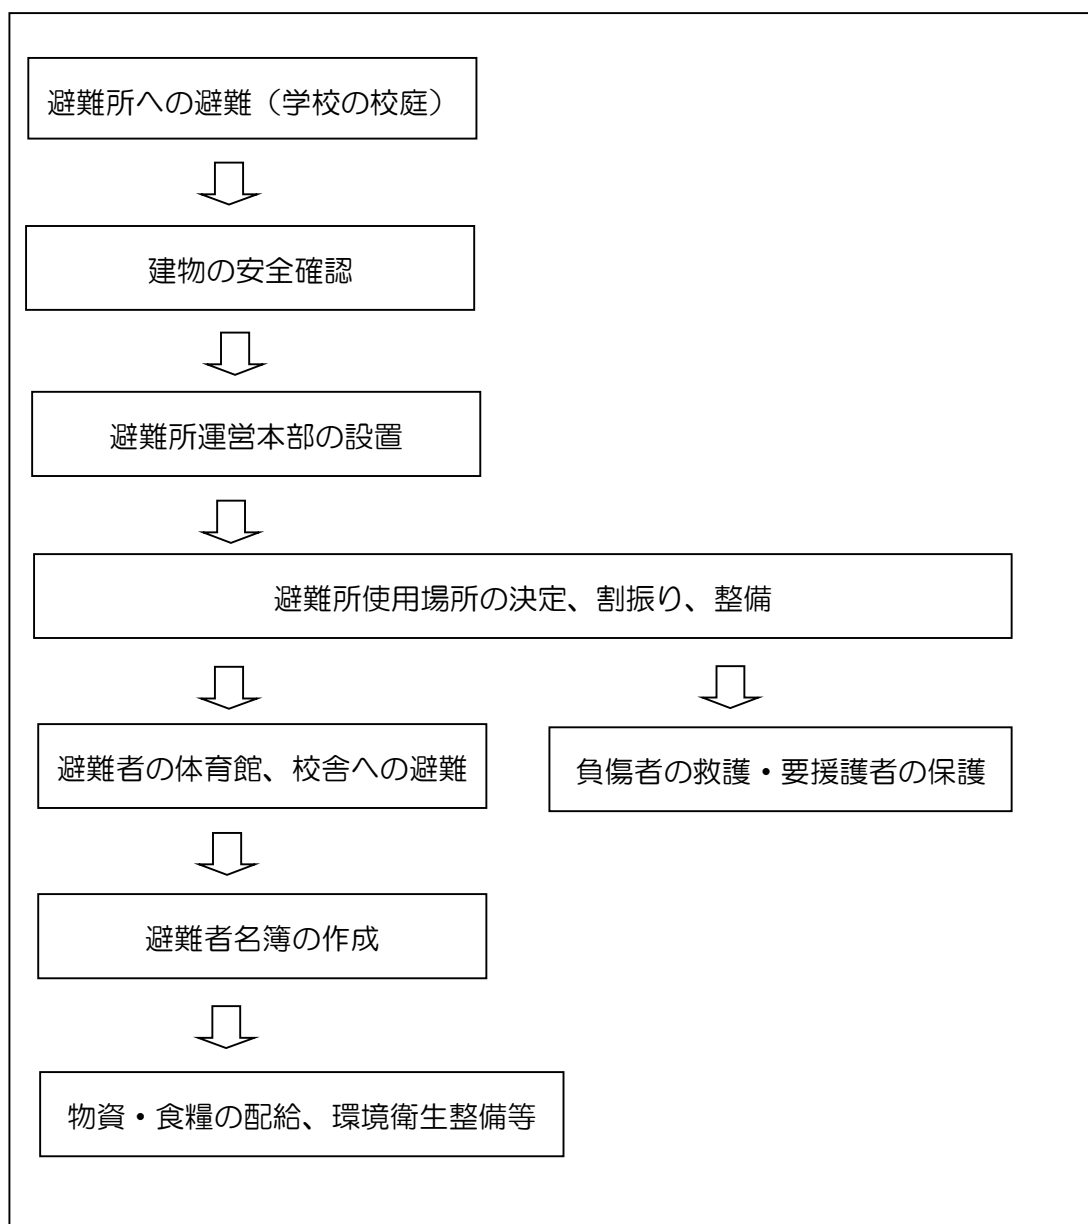 避難所への避難（学校の校庭）
建物の安全確認
避難所運営本部の設置
避難所使用場所の決定、割振り、整備
避難者の体育館、校舎への避難
負傷者の救護・要援護者の保護
避難者名簿の作成
物資・食糧の配給、環境衛生整備等